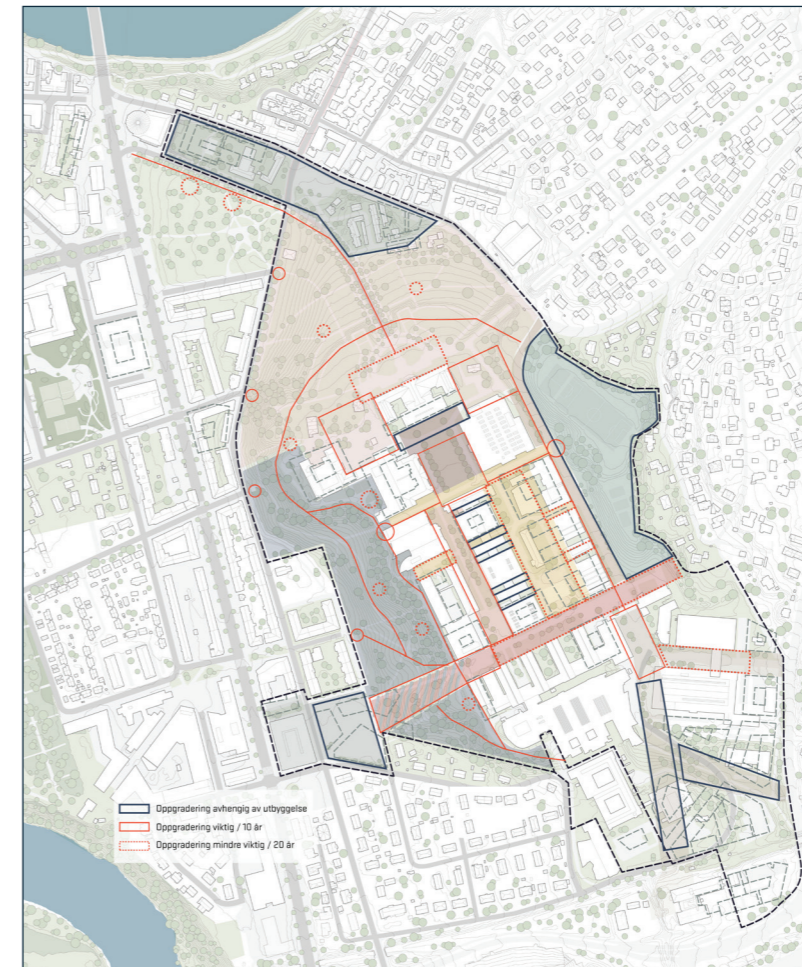 Oppgradering avhengig av utbyggelse
Oppgradering viktig / 10 år
Oppgradering mindre viktig / 20 år